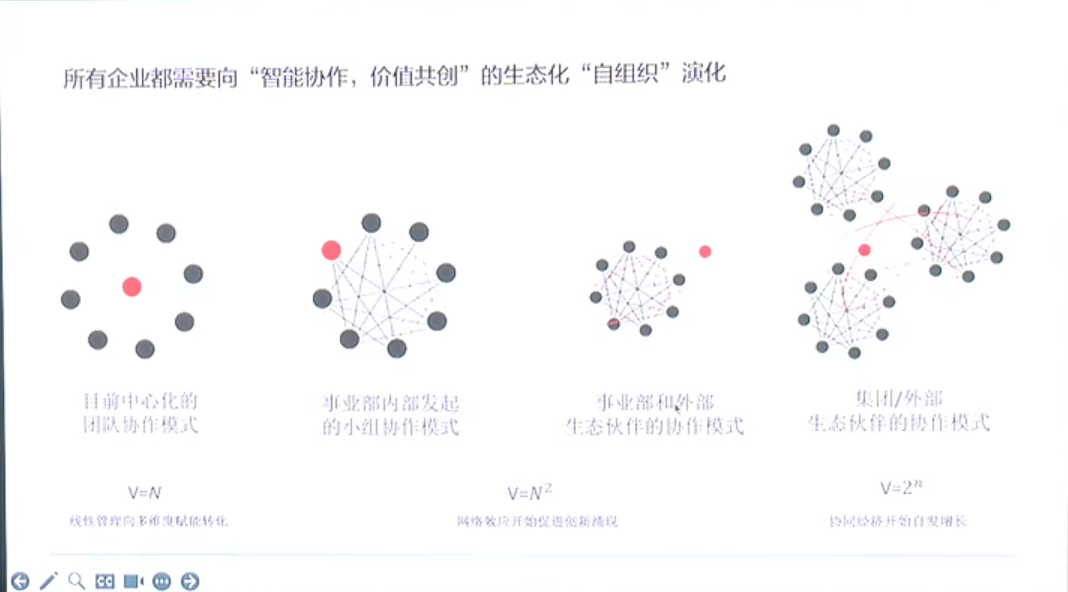 所有企业都需要向“智能协作，价值共创”的生态化“自组织”演化
目前中心化的
团队协作模式
事业部内部发起
的小组协作模式
事业部和外部
生态伙伴的协作模式
集团/外部
生态伙伴的协作模式
V=N
V=N²
V=2ⁿ
线性管理向多维度赋能转化
网络效应开始促进创新涌现
协同经济开始自发增长
CC